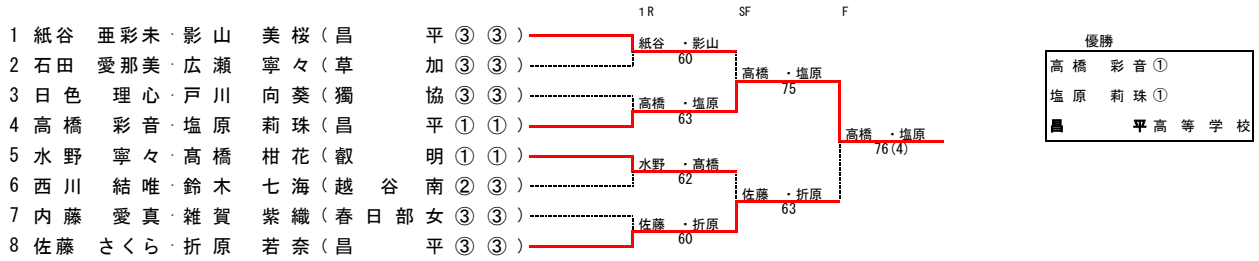 1R SF F
1 紙谷 亜彩未・影山 美桜(昌 平 ③ ③)
2 石田 愛那美・広瀬 寧々(草 加 ③ ③)
3 日色 理心・戸川 向葵(獨 協 ③ ③)
4 高橋 彩音・塩原 莉珠(昌 平 ① ①)
5 水野 寧々・髙橋 柑花(叡 明 ① ①)
6 西川 結唯・鈴木 七海(越 谷 南 ② ③)
7 内藤 愛真・雑賀 紫織(春日部女 ③ ③)
8 佐藤 さくら・折原 若奈(昌 平 ③ ③)
紙谷 ・影山
60
高橋 ・塩原
63
水野 ・髙橋
62
佐藤 ・折原
60
高橋 ・塩原
75
佐藤 ・折原
63
高橋 ・塩原
76(4)
優勝
高橋 彩音①
塩原 莉珠①
昌 平高等学校